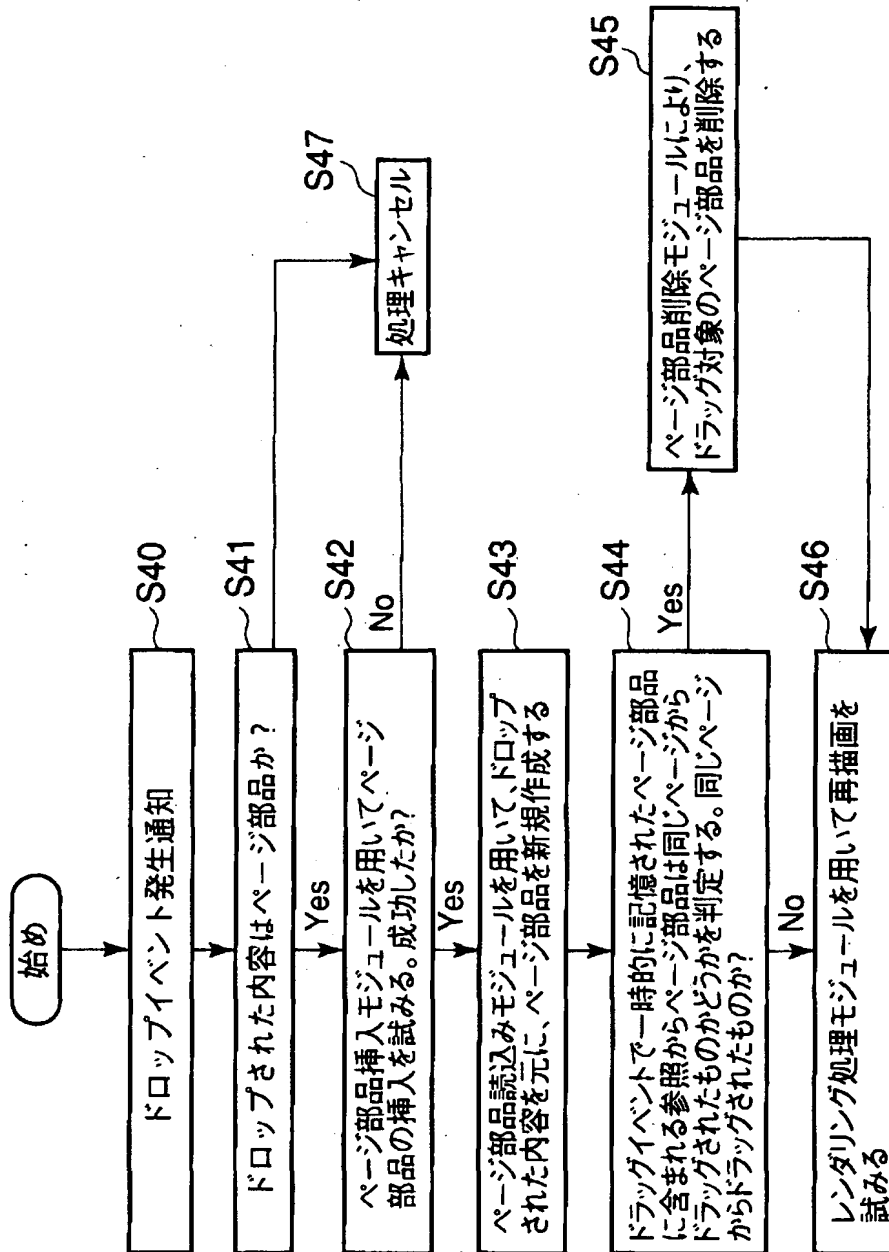 始め
S40
ドロップイベント発生通知
S41
ドロップされた内容はページ部品か?
Yes
S47
処理キャンセル
S42
ページ部品挿入モジュールを用いてページ
部品の挿入を試みる。成功したか?
No
Yes
S43
ページ部品読込みモジュールを用いて、ドロップ
された内容を元に、ページ部品を新規作成する
S44
ドラッグイベントで一時的に記憶されたページ部品
に含まれる参照からページ部品は同じページから
ドラッグされたものかどうかを判定する。同じページ
からドラッグされたものか?
Yes
S45
ページ部品削除モジュールにより、
ドラッグ対象のページ部品を削除する
No
S46
レンダリング処理モジュールを用いて再描画を
試みる